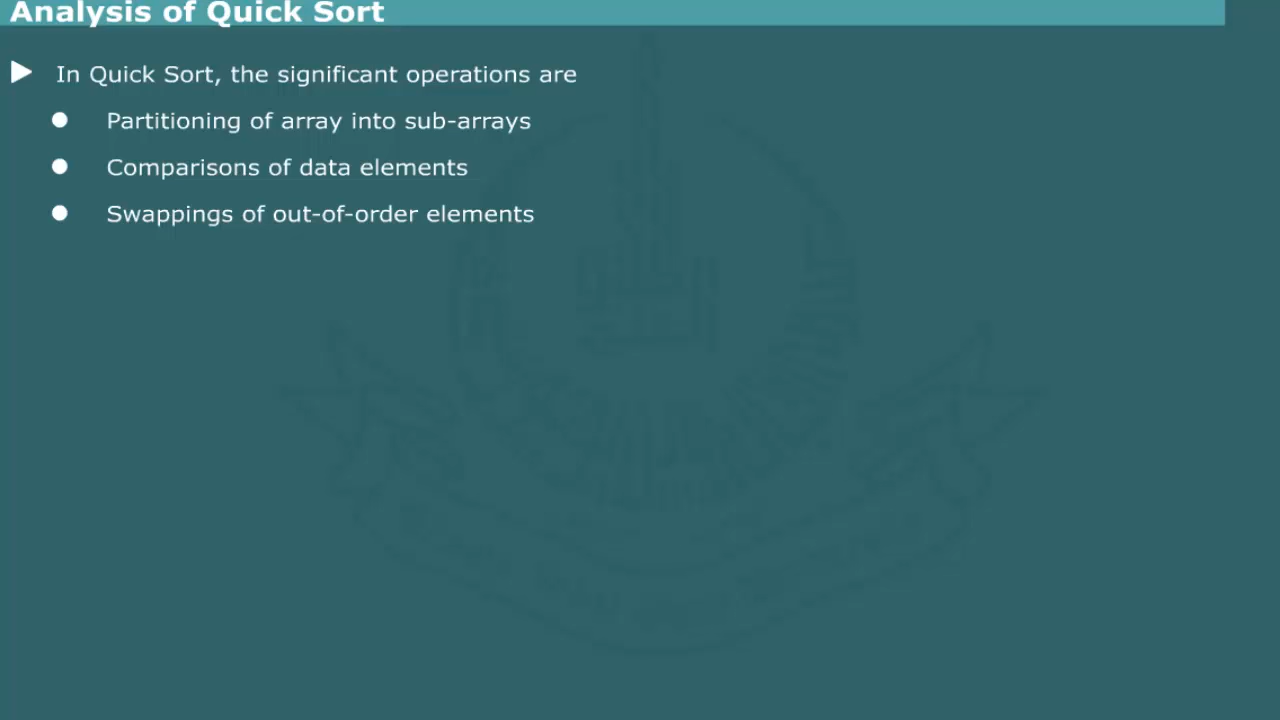 Analysis of Quick Sort
In Quick Sort, the significant operations are
Partitioning of array into sub-arrays
Comparisons of data elements
Swappings of out-of-order elements